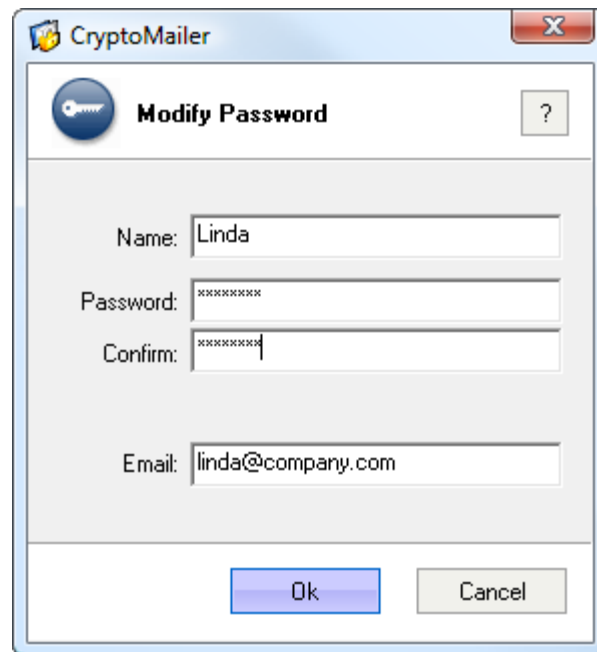 CryptoMailer
Modify Password
?
Name: Linda
Password: ********
Confirm: ********
Email: linda@company.com
Ok Cancel